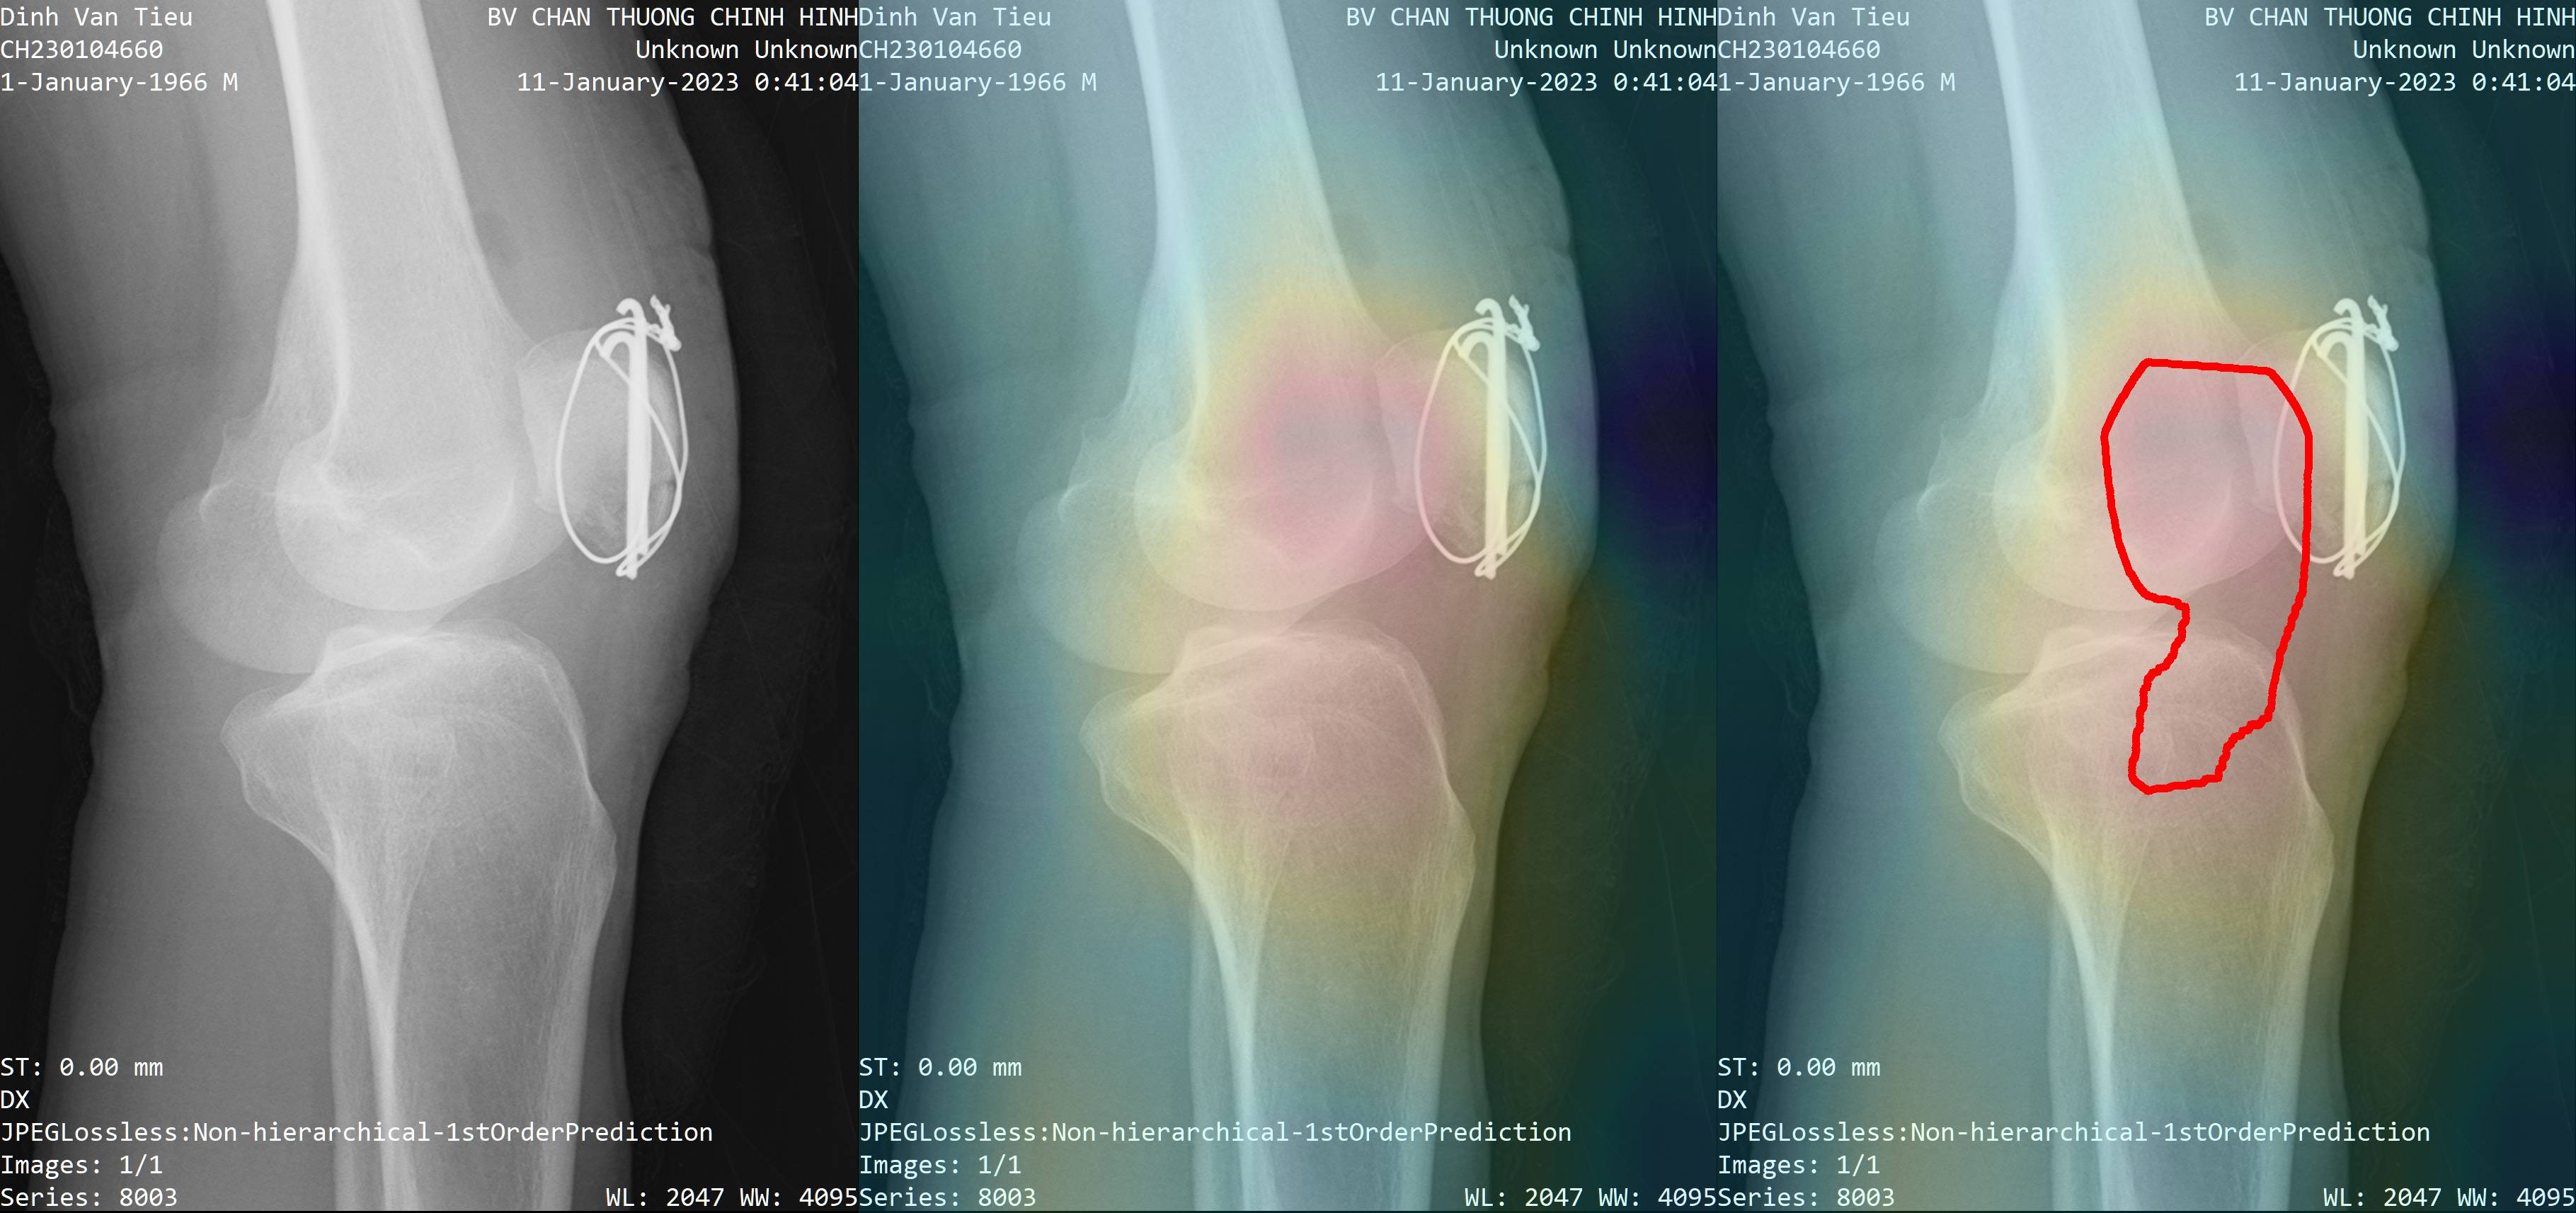 Dinh Van Tieu
CH230104660
1-January-1966 M
BV CHAN THUONG CHINH HINH
Unknown Unknown
11-January-2023 0:41:04
ST: 0.00 mm
DX
JPEGLossless:Non-hierarchical-1stOrderPrediction
Images: 1/1
Series: 8003
WL: 2047 WW: 4095
Dinh Van Tieu
CH230104660
1-January-1966 M
BV CHAN THUONG CHINH HINH
Unknown Unknown
11-January-2023 0:41:04
ST: 0.00 mm
DX
JPEGLossless:Non-hierarchical-1stOrderPrediction
Images: 1/1
Series: 8003
WL: 2047 WW: 4095
Dinh Van Tieu
CH230104660
1-January-1966 M
BV CHAN THUONG CHINH HINH
Unknown Unknown
11-January-2023 0:41:04
ST: 0.00 mm
DX
JPEGLossless:Non-hierarchical-1stOrderPrediction
Images: 1/1
Series: 8003
WL: 2047 WW: 4095